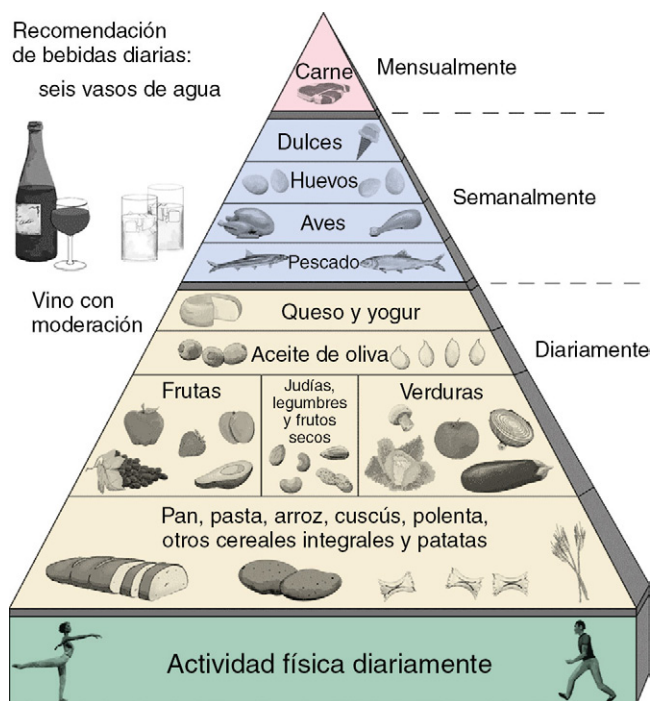 Recomendación
de bebidas diarias:
seis vasos de agua
Vino con
moderación
Carne
Mensualmente
Dulces
Huevos
Aves
Pescado
Semanalmente
Queso y yogur
Aceite de oliva
Diariamente
Frutas
Judías,
legumbres
y frutos
secos
Verduras
Pan, pasta, arroz, cuscús, polenta,
otros cereales integrales y patatas
Actividad física diariamente